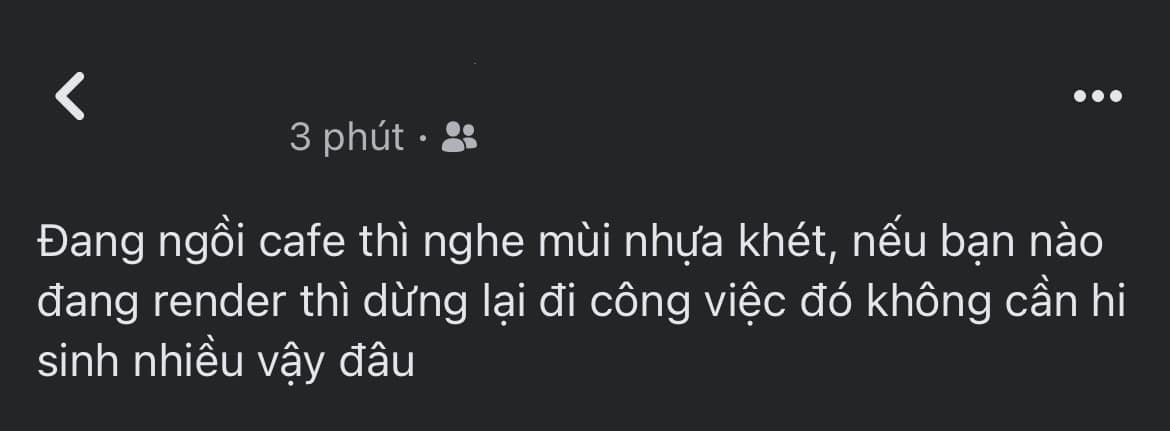 3 phút ·
Đang ngồi cafe thì nghe mùi nhựa khét, nếu bạn nào
đang render thì dừng lại đi công việc đó không cần hi
sinh nhiều vậy đâu